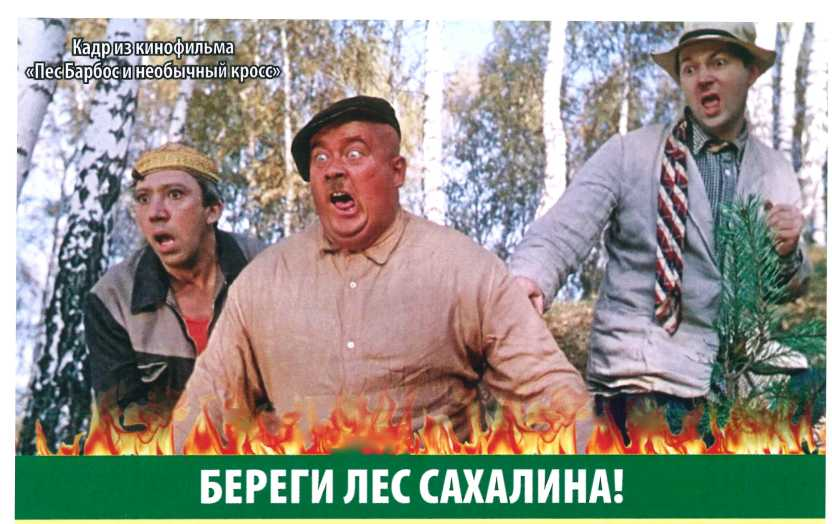 Кадр из кинофильма
«Пес Барбос и необычный кросс»
БЕРЕГИ ЛЕС САХАЛИНА!